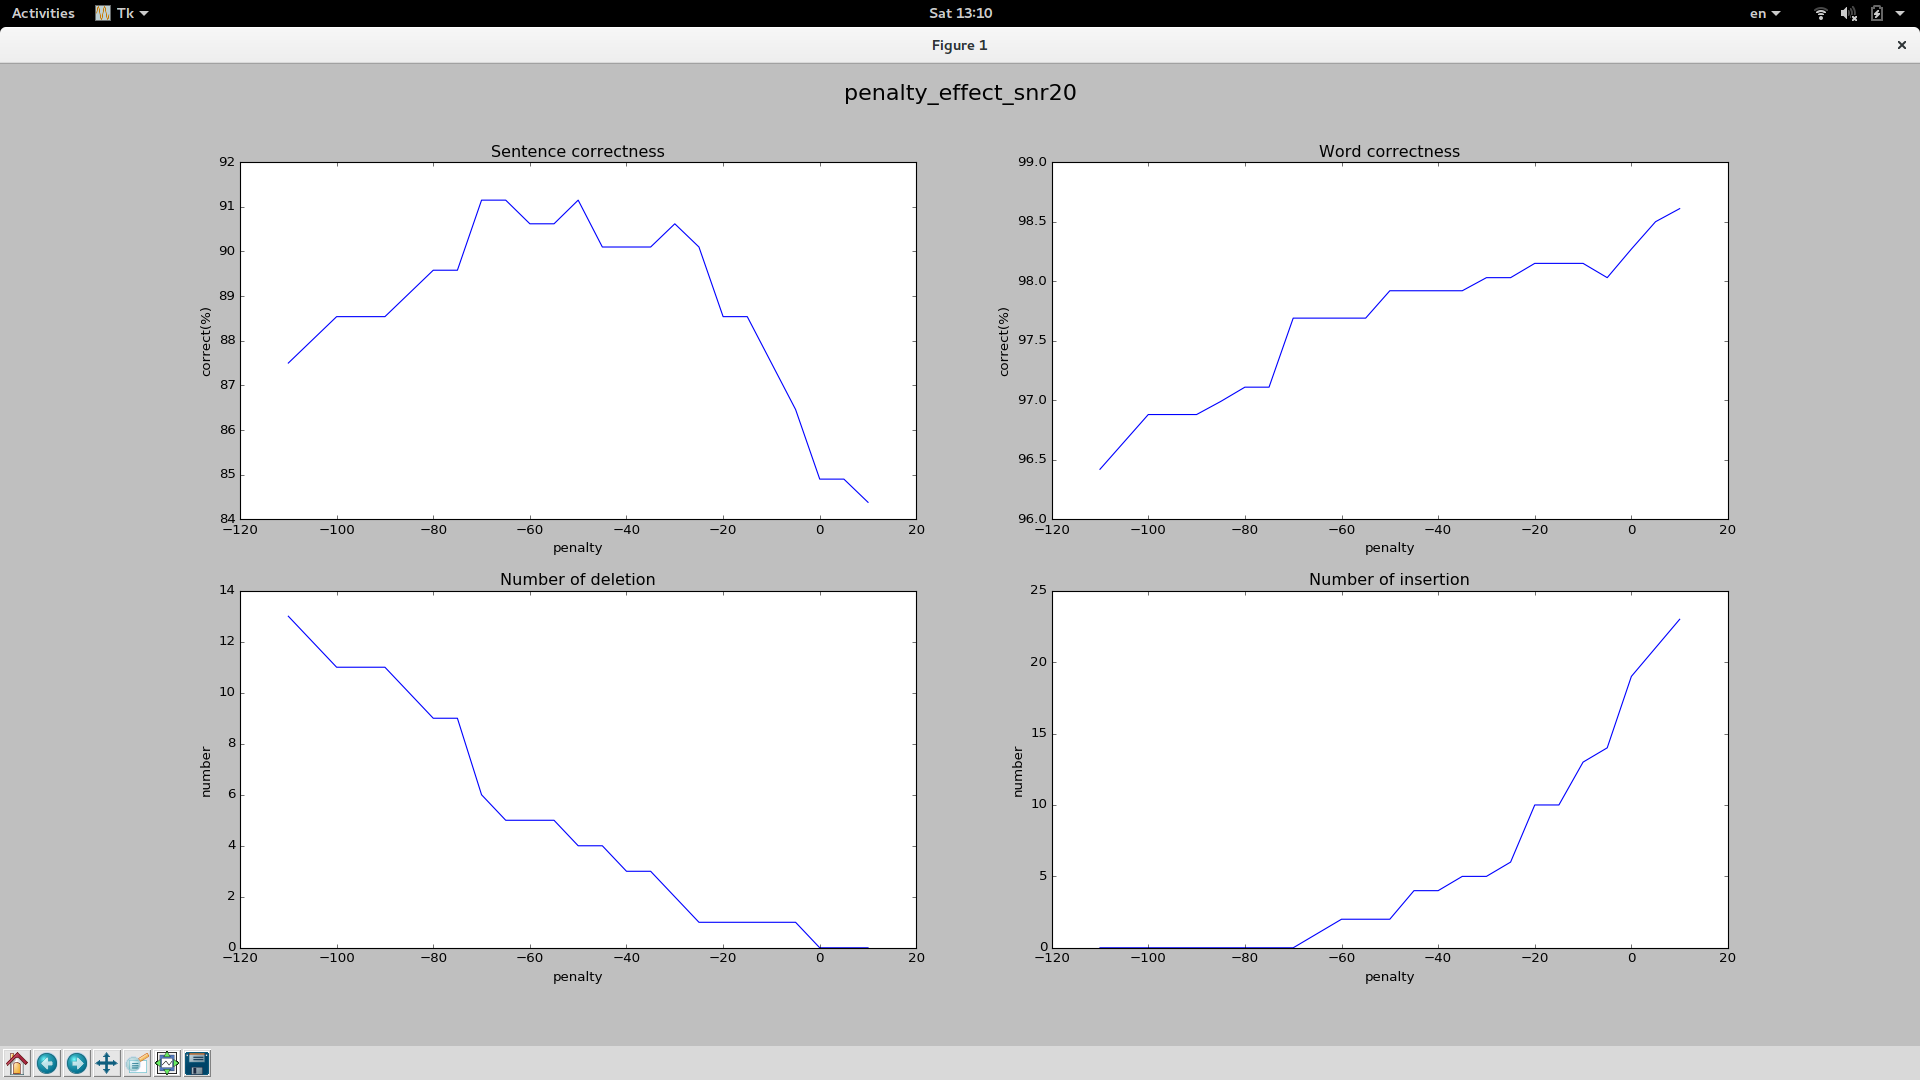 Activities Tk Sat 13:10 en
Figure 1
penalty_effect_snr20
Sentence correctness
92
91
90
89
88
87
86
85
84
correct(%)
−120 −100 −80 −60 −40 −20 0 20
penalty
Word correctness
99.0
98.5
98.0
97.5
97.0
96.5
96.0
correct(%)
−120 −100 −80 −60 −40 −20 0 20
penalty
Number of deletion
14
12
10
8
6
4
2
0
number
−120 −100 −80 −60 −40 −20 0 20
penalty
Number of insertion
25
20
15
10
5
0
number
−120 −100 −80 −60 −40 −20 0 20
penalty